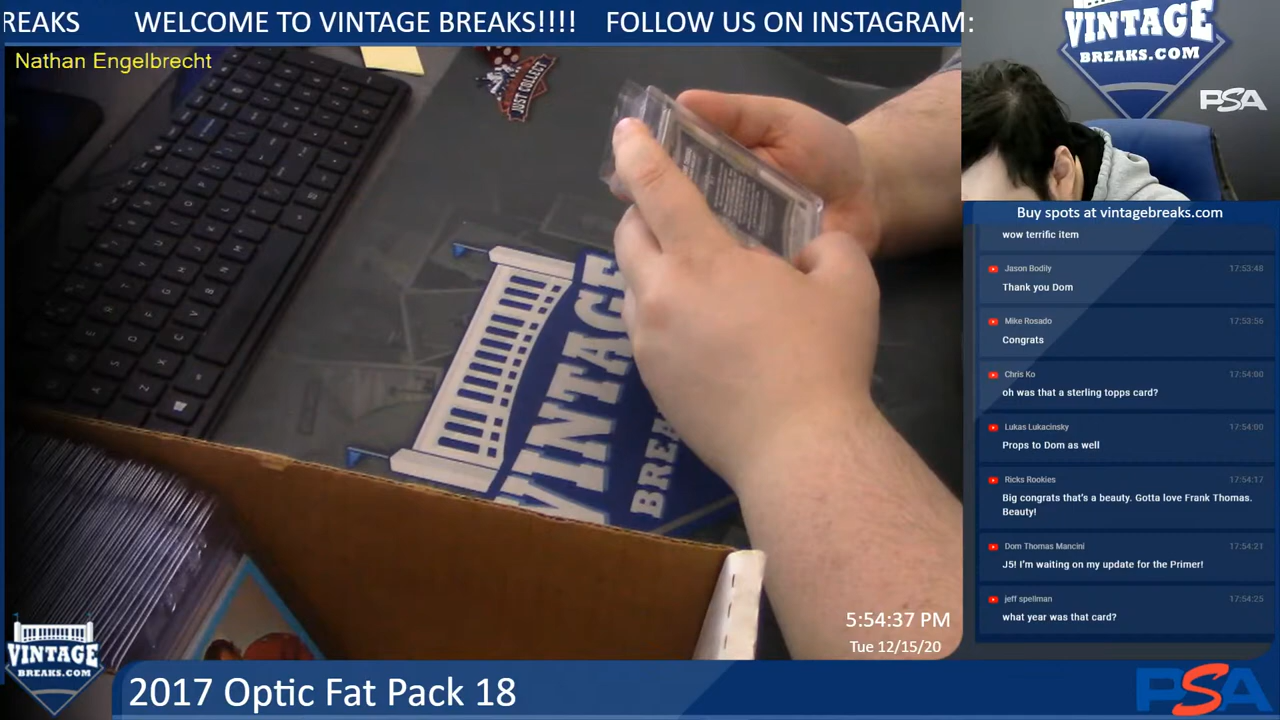 REAKS WELCOME TO VINTAGE BREAKS!!!! FOLLOW US ON INSTAGRAM:
Nathan Engelbrecht
JUST COLLECT
VINTAGE
BREAKS.COM
PSA
Buy spots at vintagebreaks.com
wow terrific item
Jason Bodily 17:53:48
Thank you Dom
Mike Rosado 17:53:56
Congrats
Chris Ko 17:54:00
oh was that a sterling topps card?
Lukas Lukacinsky 17:54:00
Props to Dom as well
Ricks Rookies 17:54:17
Big congrats that's a beauty. Gotta love Frank Thomas.
Beauty!
Dom Thomas Mancini 17:54:21
J5! I'm waiting on my update for the Primer!
jeff spellman 17:54:25
what year was that card?
VINTAGE
BREA
5:54:37 PM
Tue 12/15/20
VINTAGE
BREAKS.COM
2017 Optic Fat Pack 18
PSA